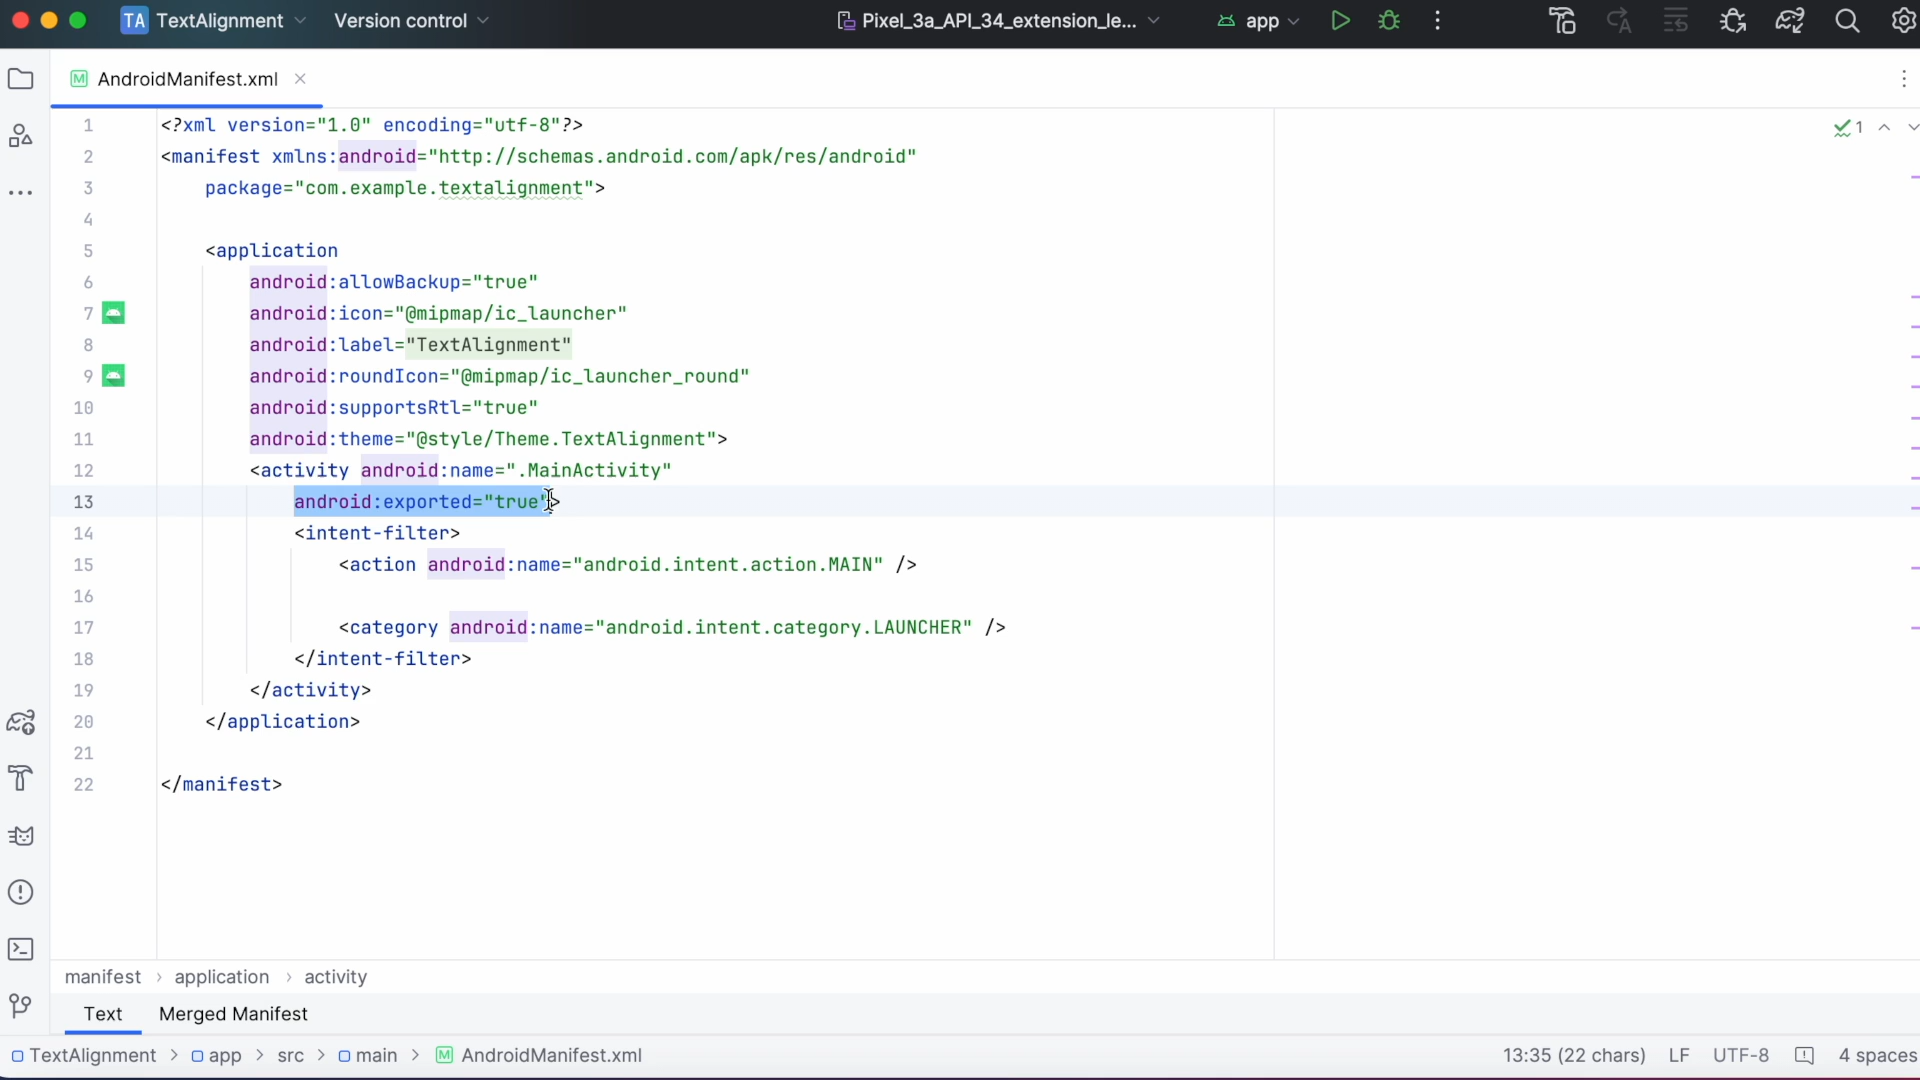 TA TextAlignment Version control Pixel_3a_API_34_extension_le... app
AndroidManifest.xml
1 <?xml version="1.0" encoding="utf-8"?> 1
2 <manifest xmlns:android="http://schemas.android.com/apk/res/android"
3 package="com.example.textalignment">
4
5 <application
6 android:allowBackup="true"
7 android:icon="@mipmap/ic_launcher"
8 android:label="TextAlignment"
9 android:roundIcon="@mipmap/ic_launcher_round"
10 android:supportsRtl="true"
11 android:theme="@style/Theme.TextAlignment">
12 <activity android:name=".MainActivity"
13 android:exported="true">
14 <intent-filter>
15 <action android:name="android.intent.action.MAIN" />
16
17 <category android:name="android.intent.category.LAUNCHER" />
18 </intent-filter>
19 </activity>
20 </application>
21
22 </manifest>
manifest › application › activity
Text Merged Manifest
TextAlignment > app > src > main > AndroidManifest.xml 13:35 (22 chars) LF UTF-8 4 spaces